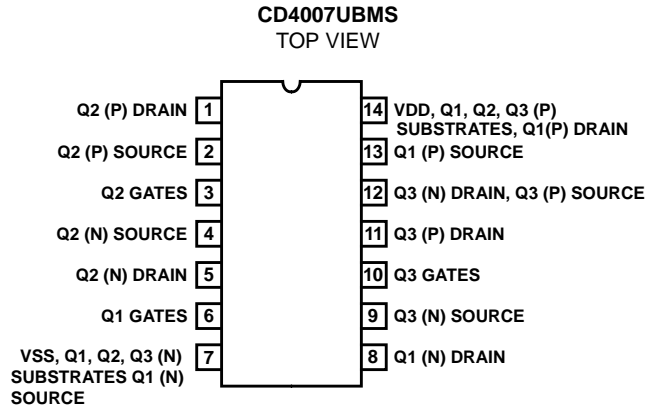 CD4007UBMS
TOP VIEW
Q2 (P) DRAIN 1
Q2 (P) SOURCE 2
Q2 GATES 3
Q2 (N) SOURCE 4
Q2 (N) DRAIN 5
Q1 GATES 6
VSS, Q1, Q2, Q3 (N) 7
SUBSTRATES Q1 (N)
SOURCE
14 VDD, Q1, Q2, Q3 (P)
SUBSTRATES, Q1(P) DRAIN
13 Q1 (P) SOURCE
12 Q3 (N) DRAIN, Q3 (P) SOURCE
11 Q3 (P) DRAIN
10 Q3 GATES
9 Q3 (N) SOURCE
8 Q1 (N) DRAIN